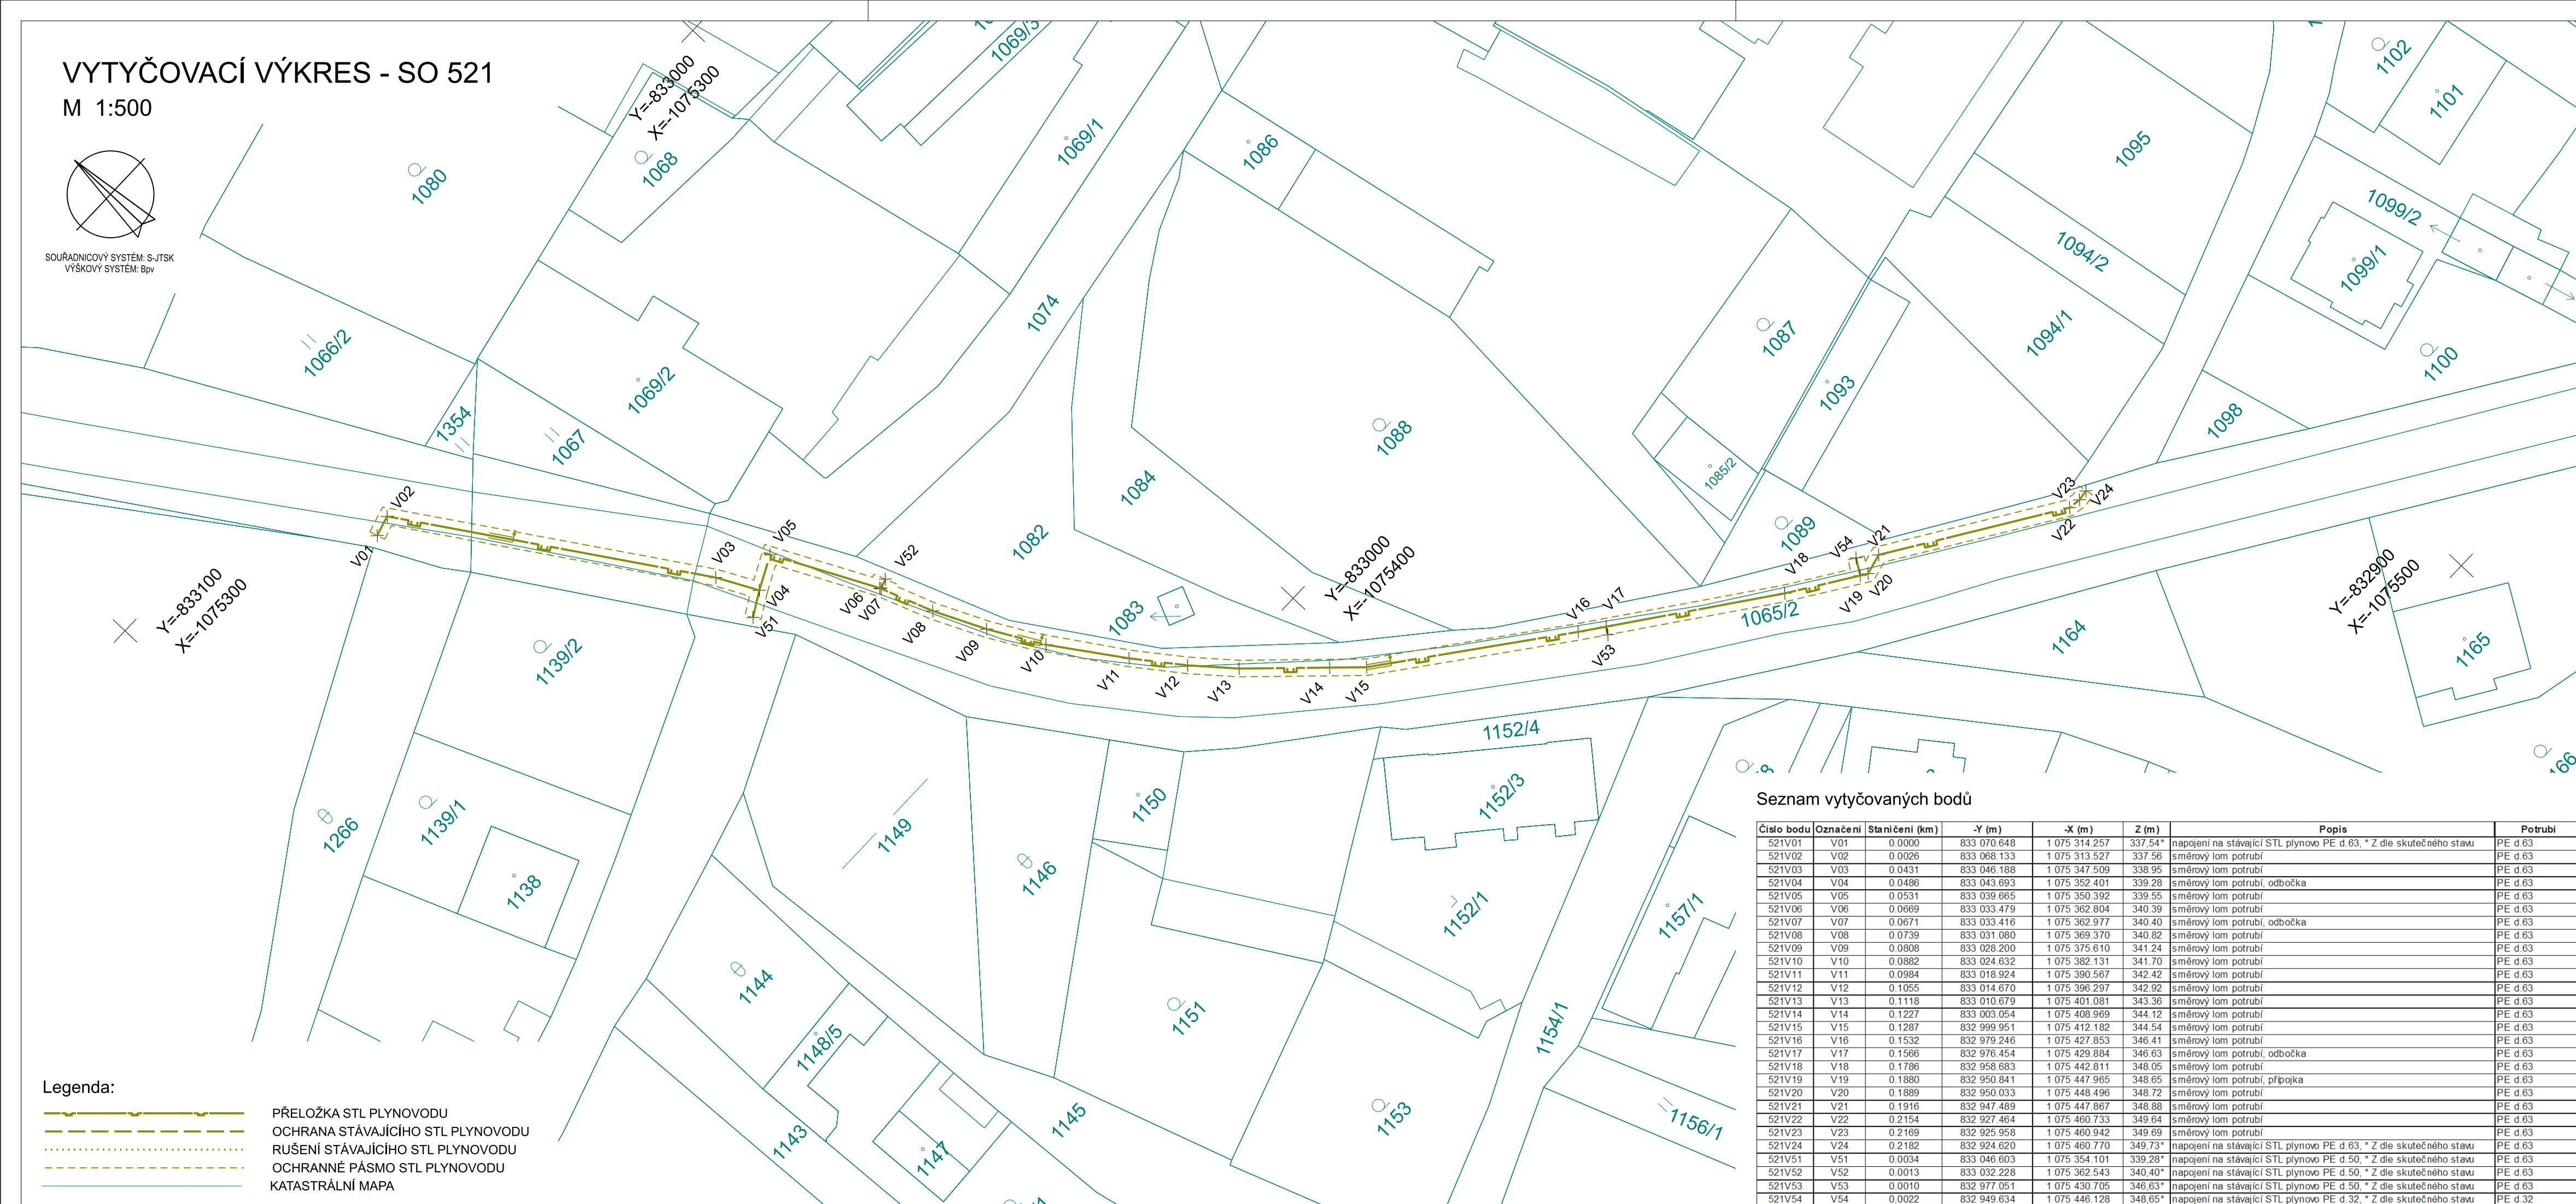 VYTYČOVACÍ VÝKRES - SO 521
M 1:500
SOUŘADNICOVÝ SYSTÉM: S-JTSK
VÝŠKOVÝ SYSTÉM: Bpv
Y=-833000
X=-1075300
1069/3
1102
1101
1080
1068
1069/1
1086
1095
1099/2
1094/2
1099/1
1066/2
1074
1087
1094/1
1100
1069/2
1093
1354
1067
1088
1098
1085/2
1084
1082
1089
V01
V02
V03
V04
V05
V51
V06
V07
V52
V08
V09
V10
V11
V12
V13
V14
V15
V16
V17
V53
V18
V19
V20
V54
V21
V22
V23
V24
1083
Y=-833000
X=-1075400
1065/2
Y=-833100
X=-1075300
Y=-832900
X=-1075500
1164
1165
1139/2
1152/4
1152/3
1150
1149
1146
1266
1139/1
1138
1152/1
1157/1
1144
1151
1154/1
1148/5
1145
1153
1156/1
1143
1147
Legenda:
PŘELOŽKA STL PLYNOVODU
OCHRANA STÁVAJÍCÍHO STL PLYNOVODU
RUŠENÍ STÁVAJÍCÍHO STL PLYNOVODU
OCHRANNÉ PÁSMO STL PLYNOVODU
KATASTRÁLNÍ MAPA
Seznam vytyčovaných bodů
Číslo bodu Označení Staničení (km) -Y (m) -X (m) Z (m) Popis Potrubí
521V01 V01 0.0000 833 070.648 1 075 314.257 337,54* napojení na stávající STL plynovo PE d.63, * Z dle skutečného stavu PE d.63
521V02 V02 0.0026 833 068.133 1 075 313.527 337.56 směrový lom potrubí PE d.63
521V03 V03 0.0431 833 046.188 1 075 347.509 338.95 směrový lom potrubí PE d.63
521V04 V04 0.0486 833 043.693 1 075 352.401 339.28 směrový lom potrubí, odbočka PE d.63
521V05 V05 0.0531 833 039.665 1 075 350.392 339.55 směrový lom potrubí PE d.63
521V06 V06 0.0669 833 033.479 1 075 362.804 340.39 směrový lom potrubí PE d.63
521V07 V07 0.0671 833 033.416 1 075 362.977 340.40 směrový lom potrubí, odbočka PE d.63
521V08 V08 0.0739 833 031.080 1 075 369.370 340.82 směrový lom potrubí PE d.63
521V09 V09 0.0808 833 028.200 1 075 375.610 341.24 směrový lom potrubí PE d.63
521V10 V10 0.0882 833 024.632 1 075 382.131 341.70 směrový lom potrubí PE d.63
521V11 V11 0.0984 833 018.924 1 075 390.567 342.42 směrový lom potrubí PE d.63
521V12 V12 0.1055 833 014.670 1 075 396.297 342.92 směrový lom potrubí PE d.63
521V13 V13 0.1118 833 010.679 1 075 401.081 343.36 směrový lom potrubí PE d.63
521V14 V14 0.1227 833 003.054 1 075 408.969 344.12 směrový lom potrubí PE d.63
521V15 V15 0.1287 832 999.951 1 075 412.182 344.54 směrový lom potrubí PE d.63
521V16 V16 0.1532 832 979.246 1 075 427.853 346.41 směrový lom potrubí PE d.63
521V17 V17 0.1566 832 976.454 1 075 429.884 346.63 směrový lom potrubí, odbočka PE d.63
521V18 V18 0.1786 832 958.683 1 075 442.811 348.05 směrový lom potrubí PE d.63
521V19 V19 0.1880 832 950.841 1 075 447.965 348.65 směrový lom potrubí, přípojka PE d.63
521V20 V20 0.1889 832 950.033 1 075 448.496 348.72 směrový lom potrubí PE d.63
521V21 V21 0.1916 832 947.489 1 075 447.867 348.88 směrový lom potrubí PE d.63
521V22 V22 0.2154 832 927.464 1 075 460.733 349.64 směrový lom potrubí PE d.63
521V23 V23 0.2169 832 925.958 1 075 460.942 349.69 směrový lom potrubí PE d.63
521V24 V24 0.2182 832 924.620 1 075 460.770 349,73* napojení na stávající STL plynovo PE d.63, * Z dle skutečného stavu PE d.63
521V51 V51 0.0034 833 046.603 1 075 354.101 339,28* napojení na stávající STL plynovo PE d.50, * Z dle skutečného stavu PE d.63
521V52 V52 0.0013 833 032.228 1 075 362.543 340,40* napojení na stávající STL plynovo PE d.50, * Z dle skutečného stavu PE d.63
521V53 V53 0.0010 832 977.051 1 075 430.705 346,63* napojení na stávající STL plynovo PE d.50, * Z dle skutečného stavu PE d.63
521V54 V54 0.0022 832 949.634 1 075 446.128 348,65* napojení na stávající STL plynovo PE d.32, * Z dle skutečného stavu PE d.32